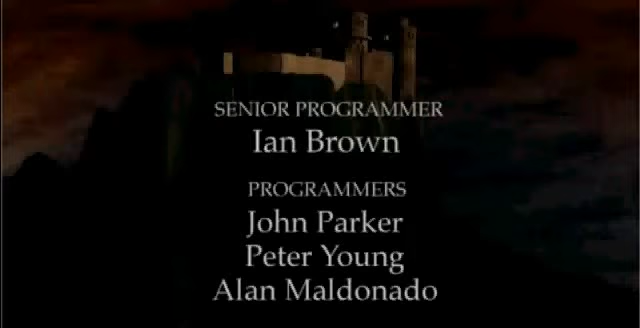 SENIOR PROGRAMMER
Ian Brown
PROGRAMMERS
John Parker
Peter Young
Alan Maldonado